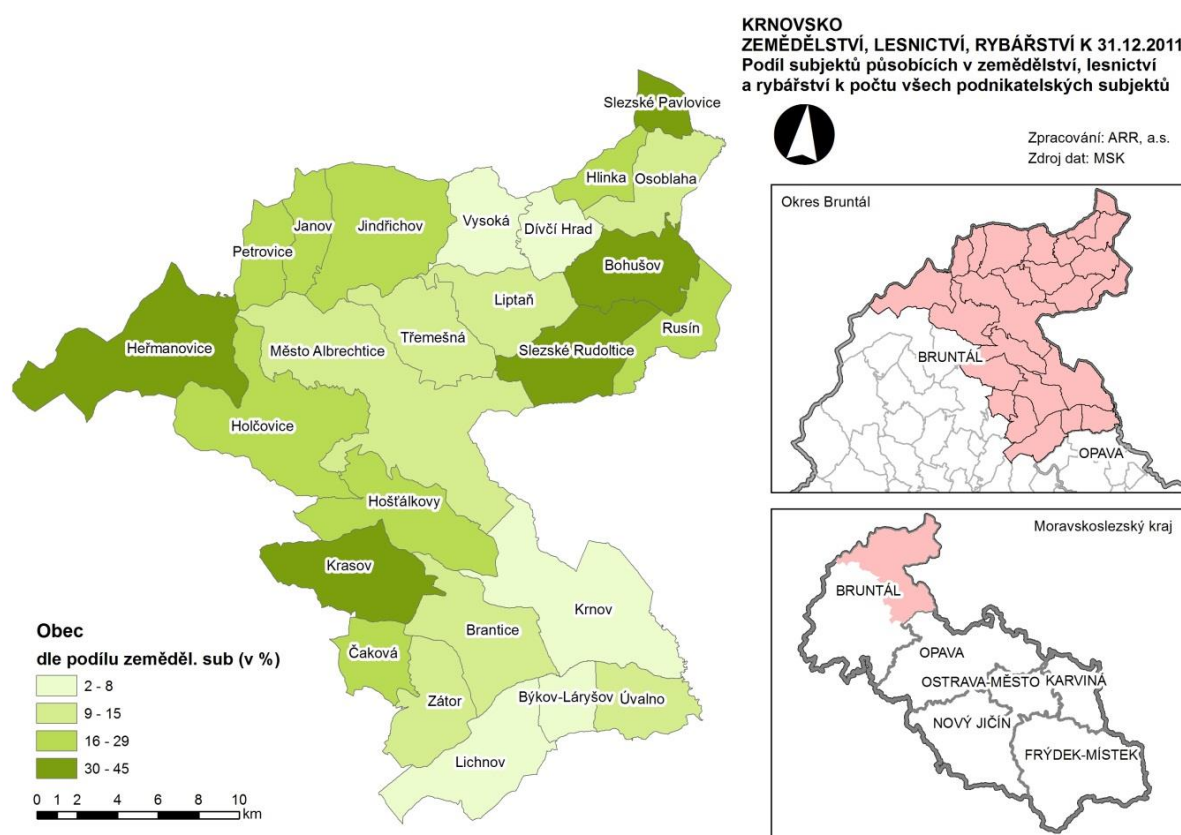 KRNOVSKO
ZEMĚDĚLSTVÍ, LESNICTVÍ, RYBÁŘSTVÍ K 31.12.2011
Podíl subjektů působících v zemědělství, lesnictví
a rybářství k počtu všech podnikatelských subjektů
Zpracování: ARR, a.s.
Zdroj dat: MSK
Slezské Pavlovice
Hlinka
Osoblaha
Vysoká
Dívčí Hrad
Janov
Jindřichov
Petrovice
Bohušov
Liptaň
Rusín
Třemešná
Slezské Rudoltice
Heřmanovice
Město Albrechtice
Holčovice
Hošťálkovy
Krasov
Krnov
Brantice
Čaková
Zátor
Býkov-Láryšov
Úvalno
Lichnov
Obec
dle podílu zeměděl. sub (v %)
2 - 8
9 - 15
16 - 29
30 - 45
0 1 2 4 6 8 10
km
Okres Bruntál
BRUNTÁL
OPAVA
Moravskoslezský kraj
BRUNTÁL
OPAVA
OSTRAVA-MĚSTO
KARVINÁ
NOVÝ JIČÍN
FRÝDEK-MÍSTEK